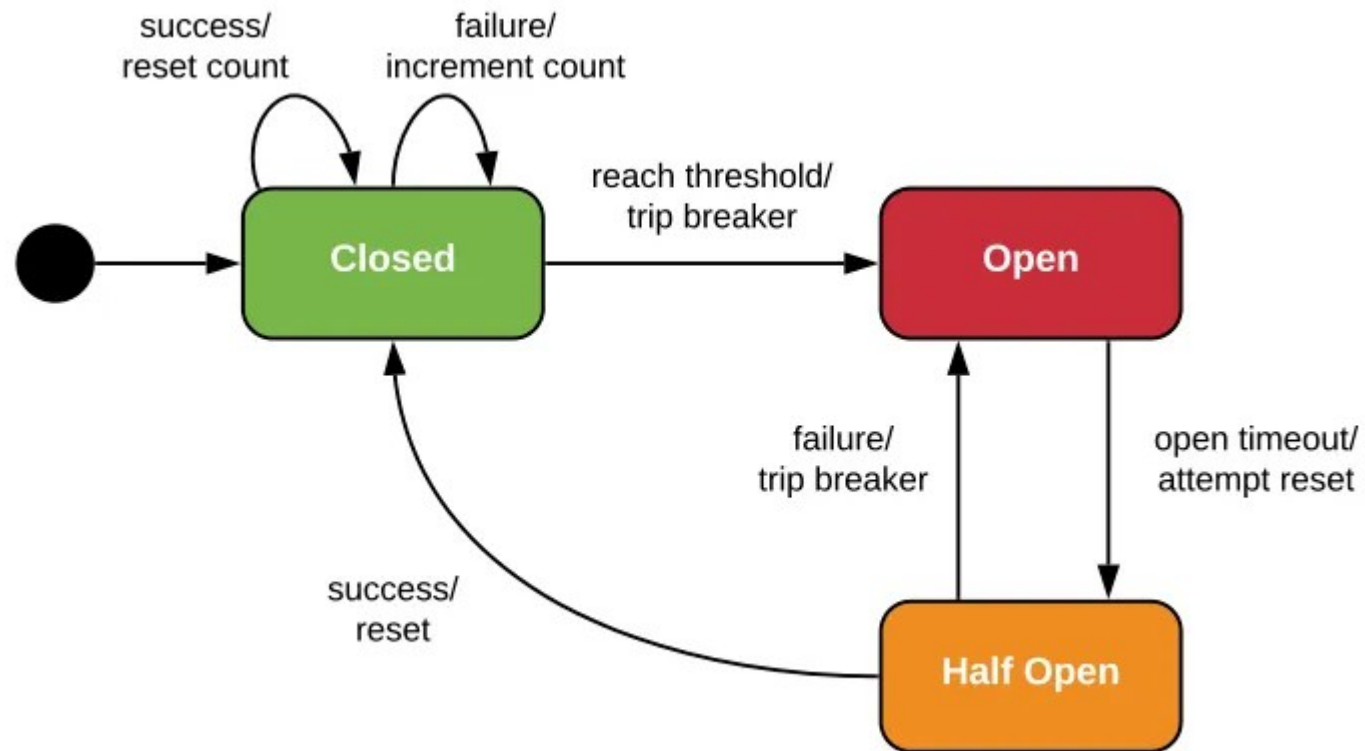 success/
reset count
failure/
increment count
reach threshold/
trip breaker
Closed
Open
failure/
trip breaker
open timeout/
attempt reset
success/
reset
Half Open